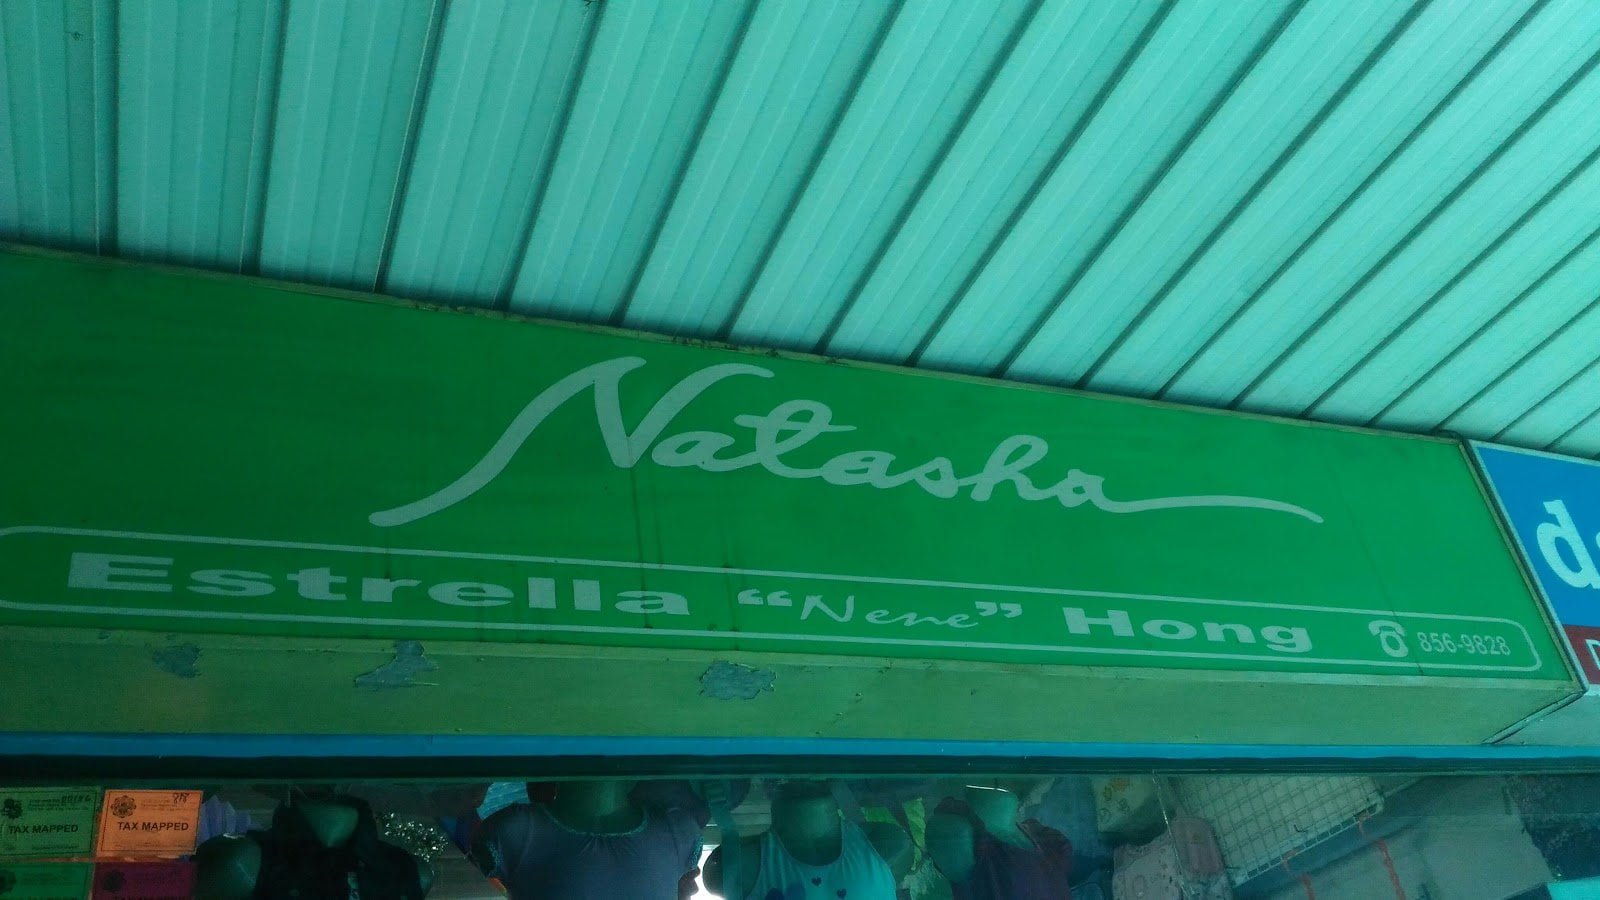 Natasha
Estrella “Nene” Hong 856-9828
TAX MAPPED
TAX MAPPED